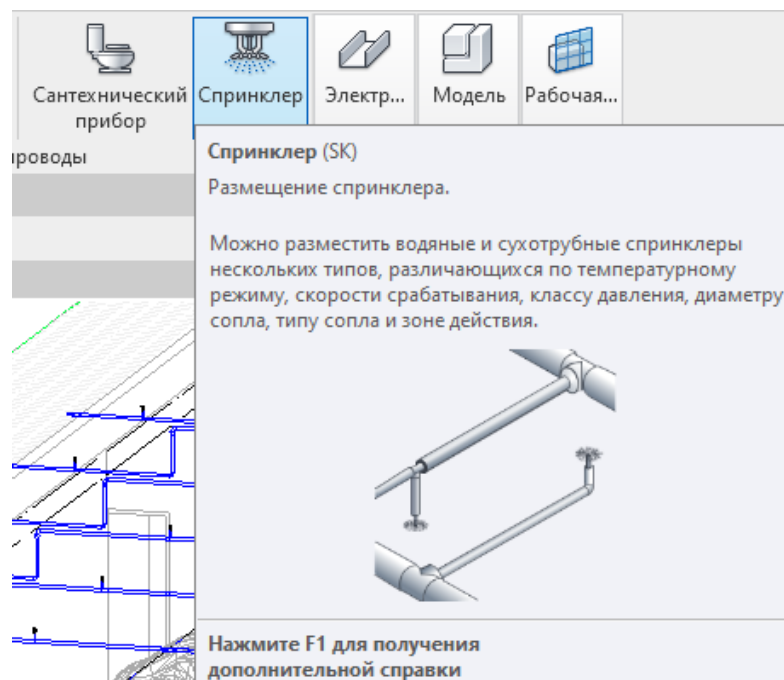 Сантехнический прибор
Спринклер
Электр...
Модель
Рабочая...
Спринклер (SK)
Размещение спринклера.
Можно разместить водяные и сухотрубные спринклеры
нескольких типов, различающихся по температурному
режиму, скорости срабатывания, классу давления, диаметру
сопла, типу сопла и зоне действия.
Нажмите F1 для получения
дополнительной справки